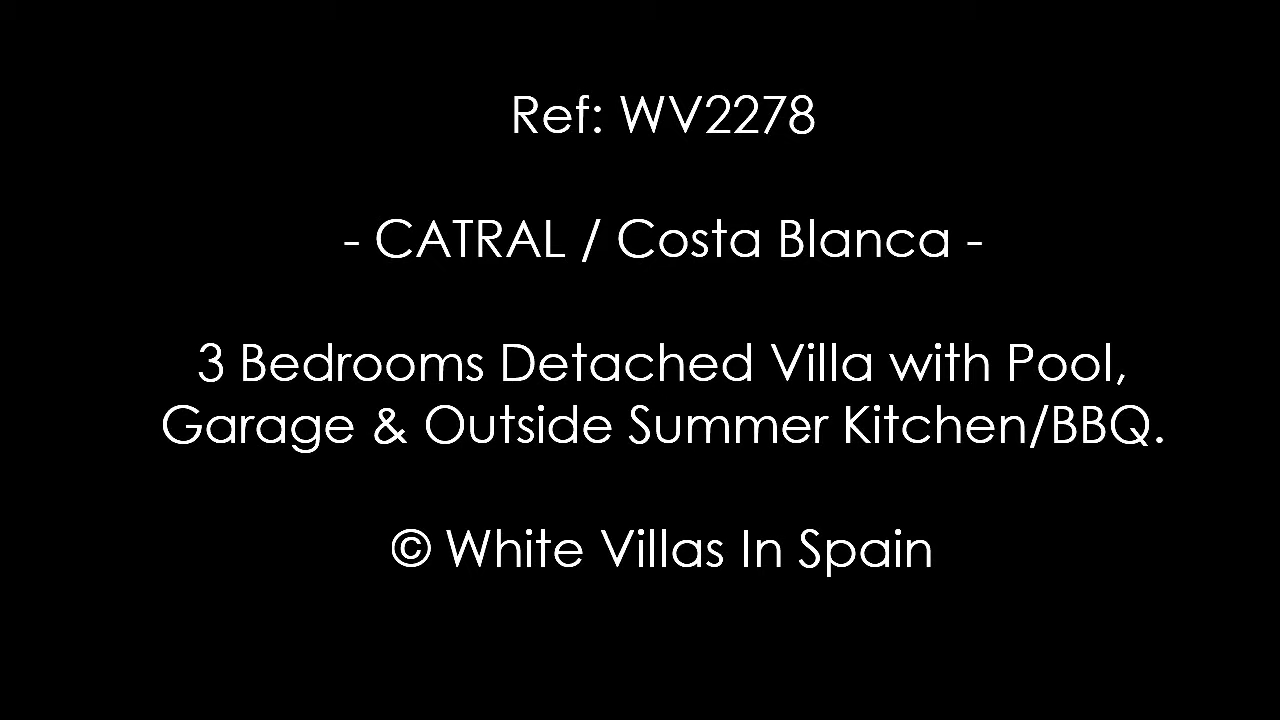 Ref: WV2278
- CATRAL / Costa Blanca -
3 Bedrooms Detached Villa with Pool,
Garage & Outside Summer Kitchen/BBQ.
© White Villas In Spain